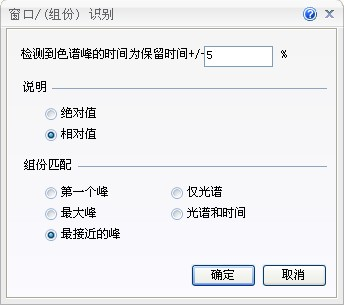 窗口/(组份) 识别
检测到色谱峰的时间为保留时间+/- 5 %
说明
绝对值
相对值
组份匹配
第一个峰 仅光谱
最大峰 光谱和时间
最接近的峰
确定 取消